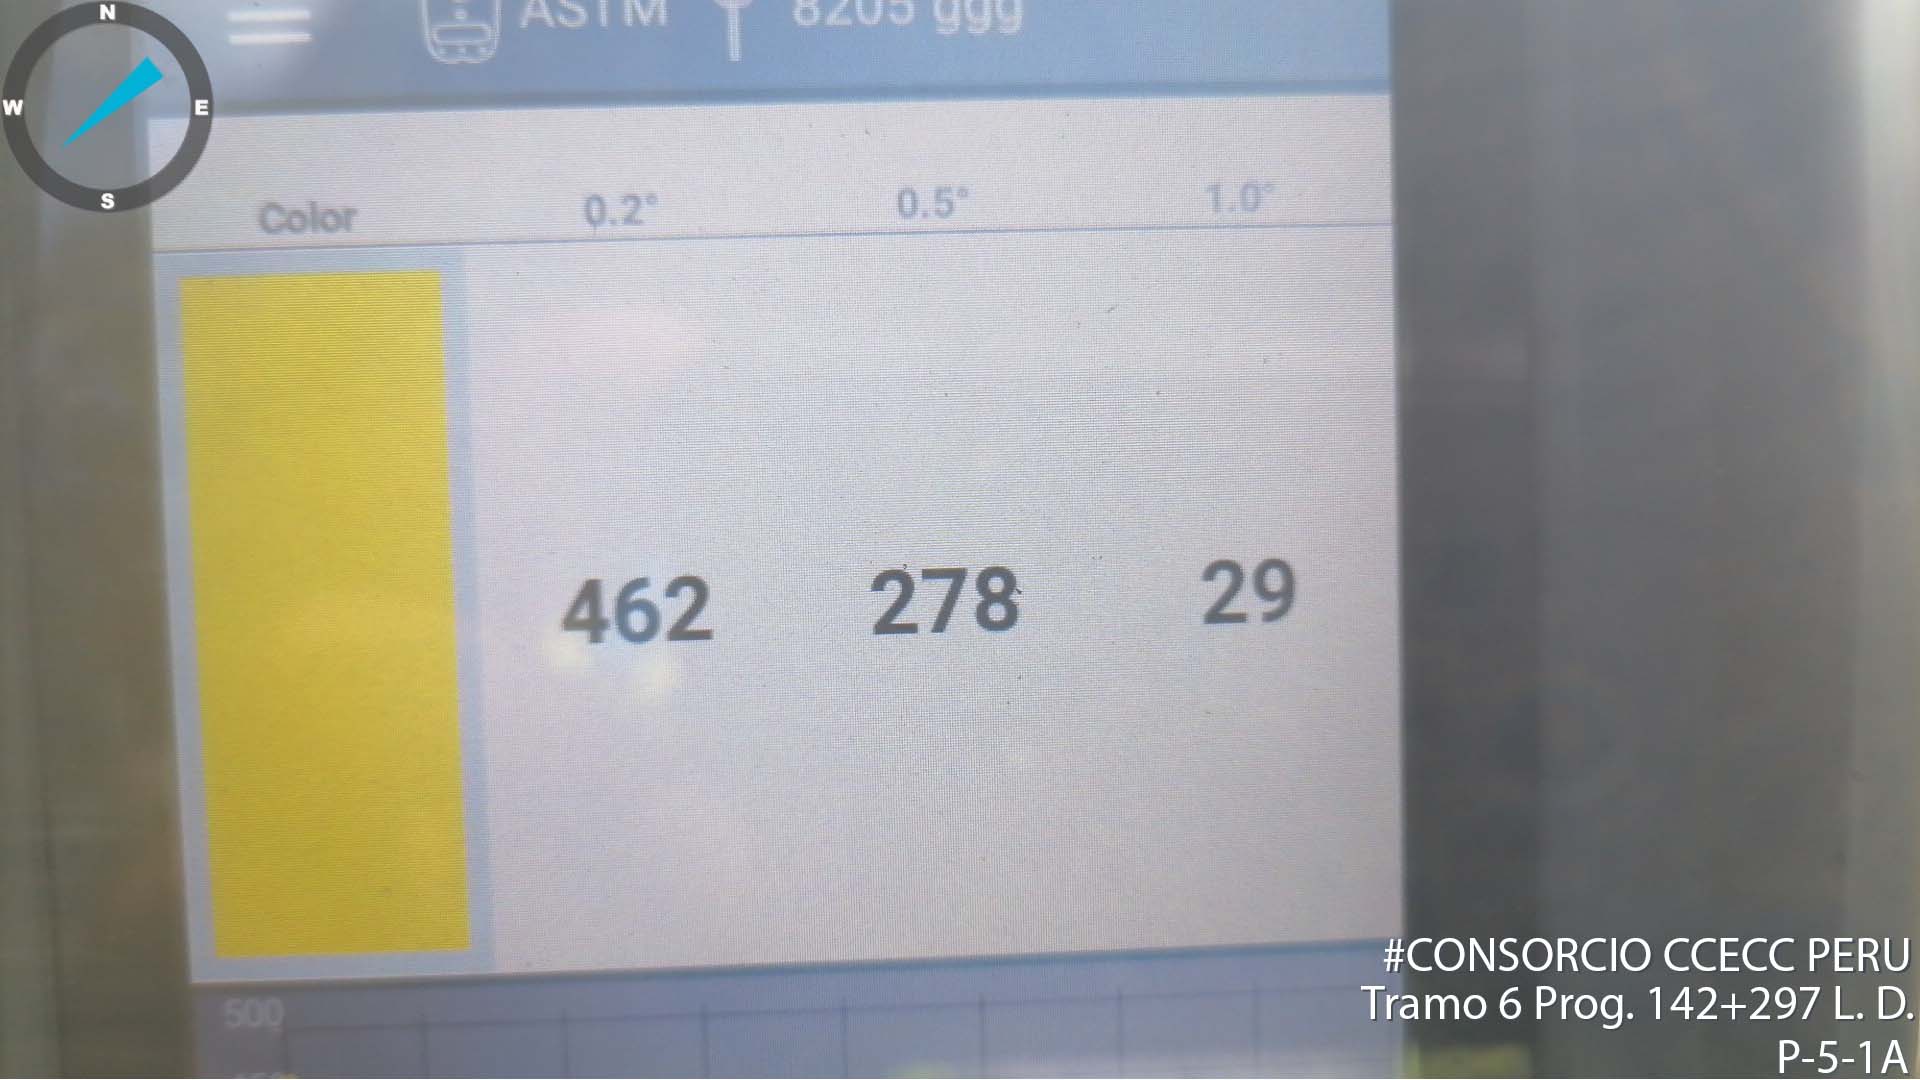 N
W E
S
ASTM 8205 ggg
Color 0.2° 0.5° 1.0°
462 278 29
500
#CONSORCIO CCECC PERU
Tramo 6 Prog. 142+297 L. D.
P-5-1A